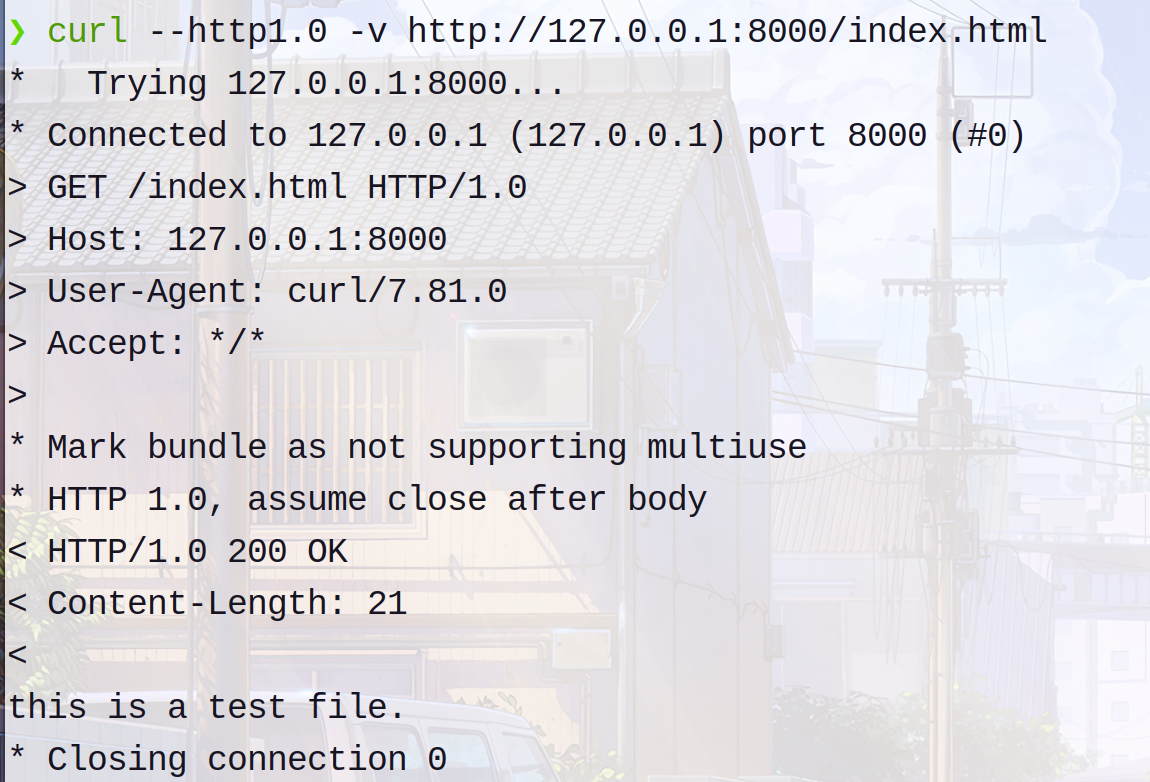 ❯ curl --http1.0 -v http://127.0.0.1:8000/index.html
*   Trying 127.0.0.1:8000...
* Connected to 127.0.0.1 (127.0.0.1) port 8000 (#0)
> GET /index.html HTTP/1.0
> Host: 127.0.0.1:8000
> User-Agent: curl/7.81.0
> Accept: */*
>
* Mark bundle as not supporting multiuse
* HTTP 1.0, assume close after body
< HTTP/1.0 200 OK
< Content-Length: 21
<
this is a test file.
* Closing connection 0